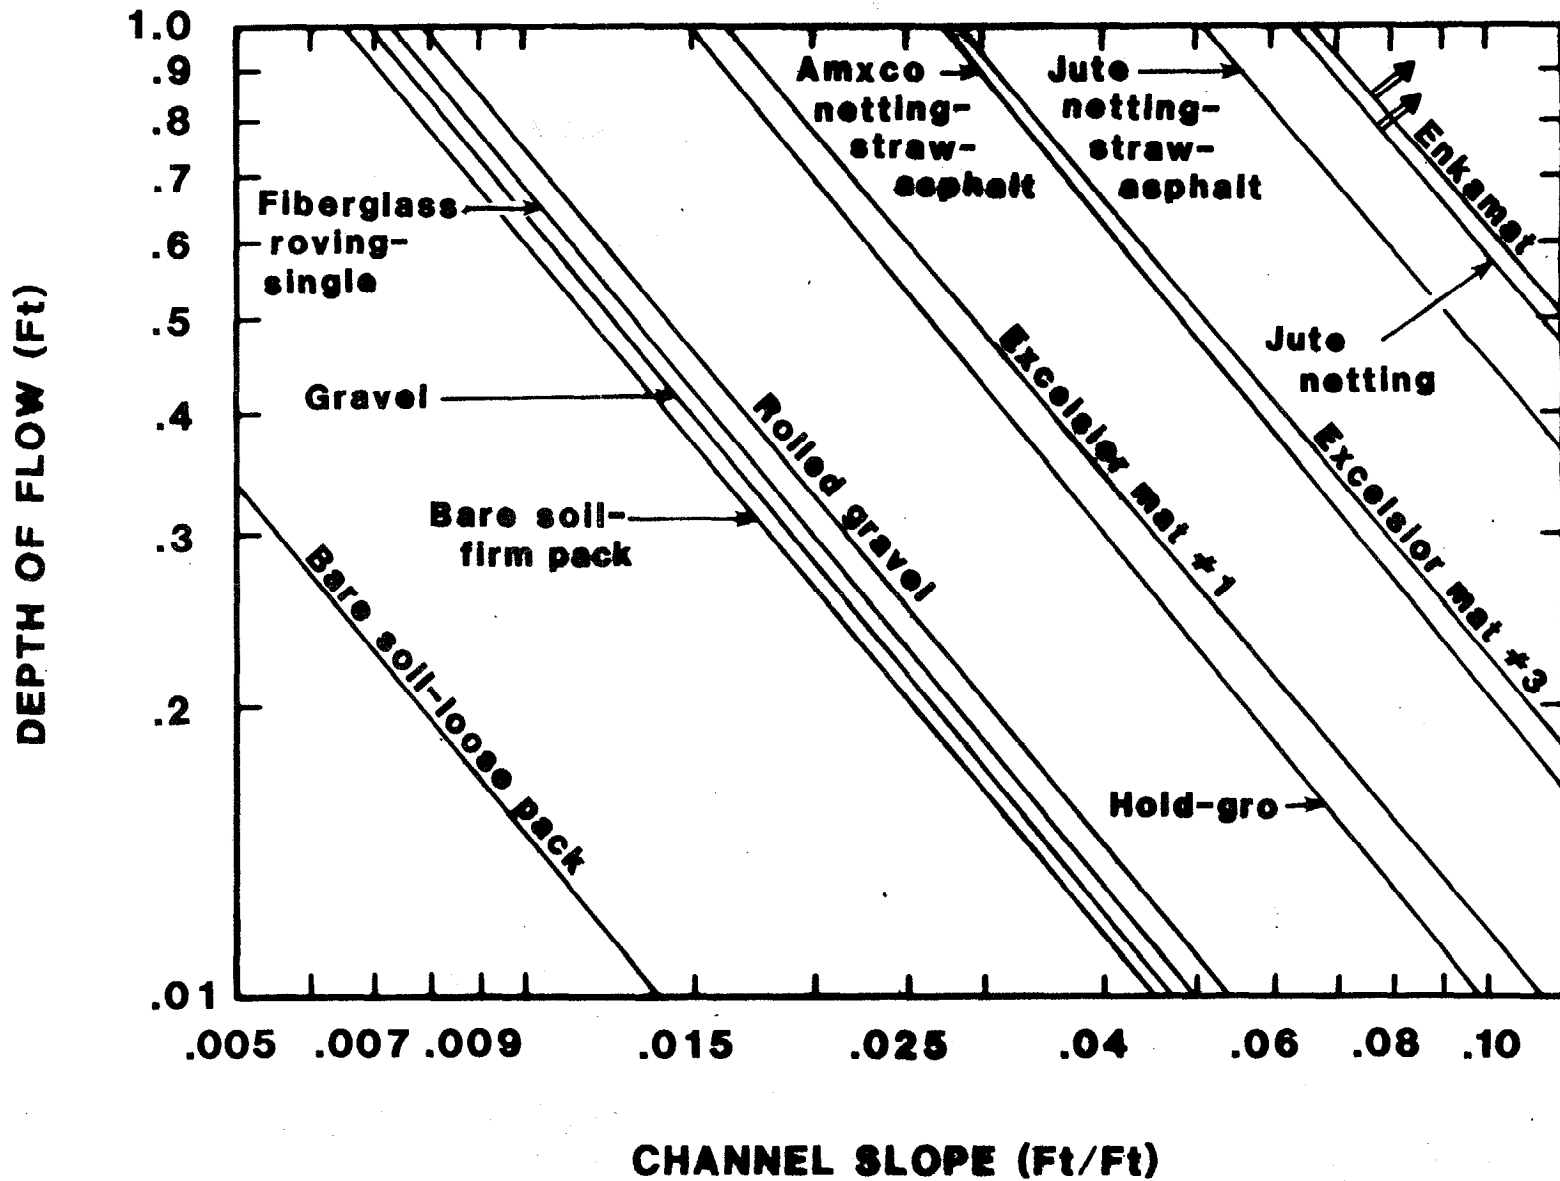 1.0
.9
.8
.7
.6
.5
.4
.3
.2
.01
DEPTH OF FLOW (Ft)
Fiberglass
roving-
single
Gravel
Bare soil-
firm pack
Bare soil-loose pack
Rolled gravel
Amxco
netting-
straw-
asphalt
Jute
netting-
straw-
asphalt
Enkamat
Jute
netting
Excelsior mat #1
Excelsior mat #3
Hold-gro
.005 .007 .009 .015 .025 .04 .06 .08 .10
CHANNEL SLOPE (Ft/Ft)